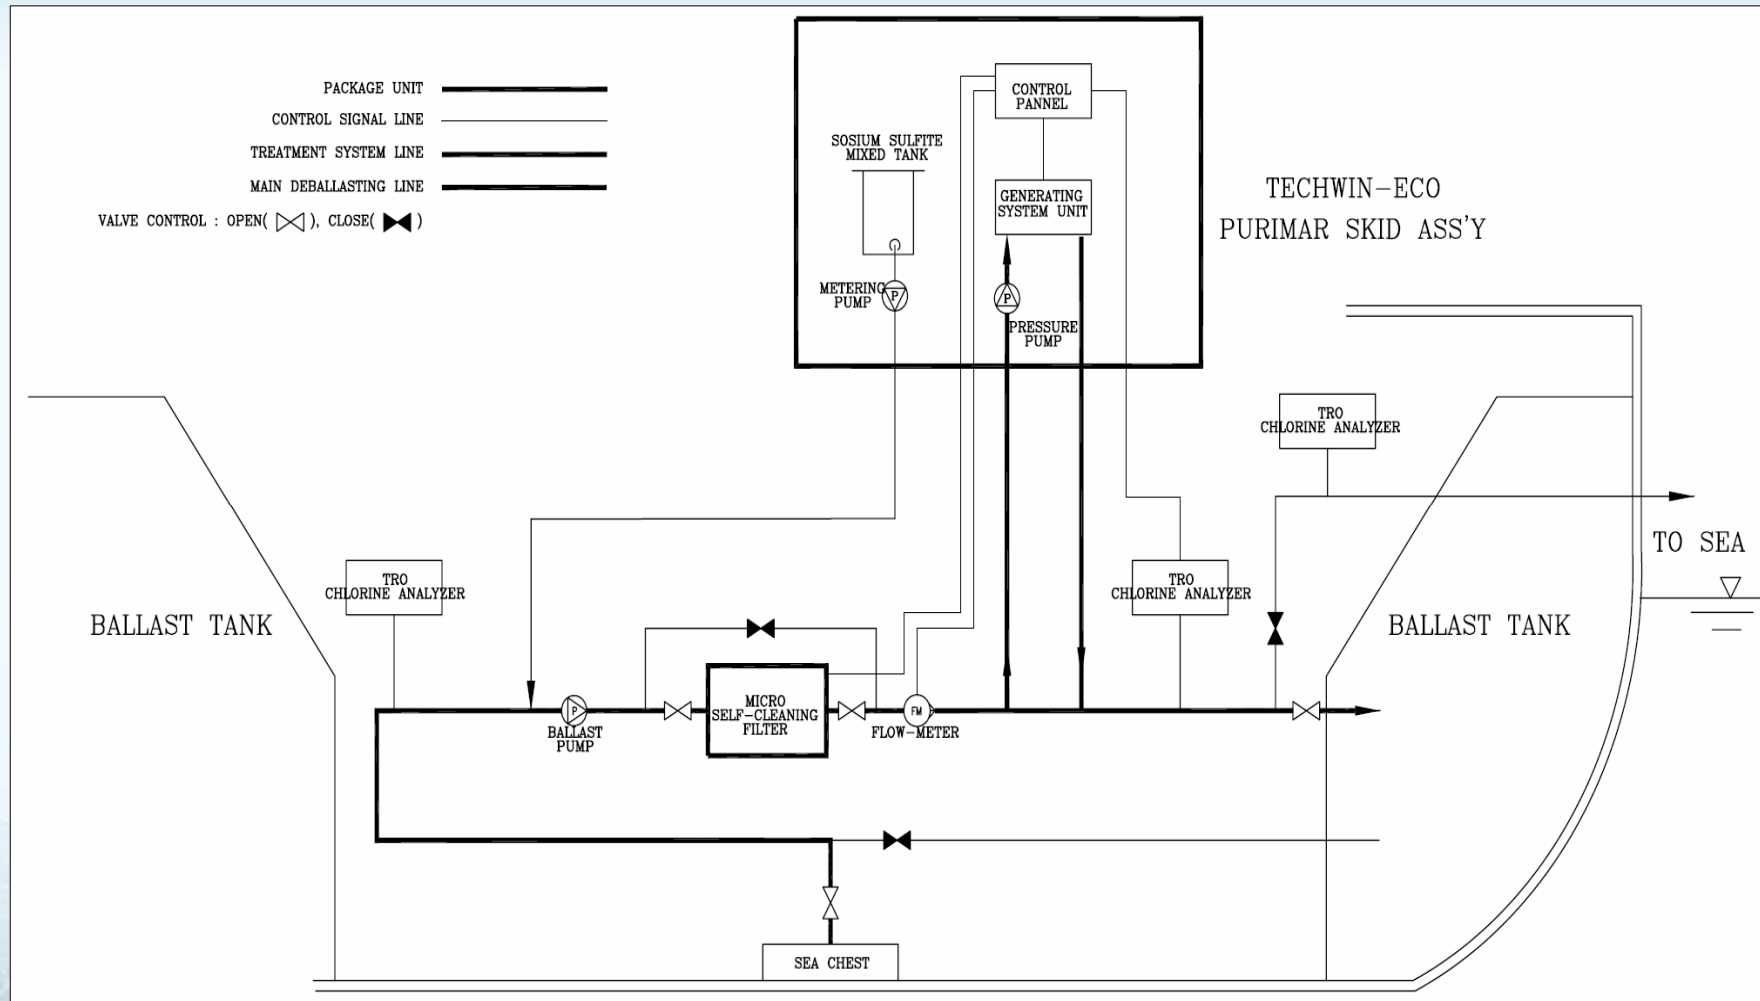 PACKAGE UNIT
CONTROL SIGNAL LINE
TREATMENT SYSTEM LINE
MAIN DEBALLASTING LINE
VALVE CONTROL : OPEN( ), CLOSE( )
CONTROL
PANNEL
SOSIUM SULFITE
MIXED TANK
GENERATING
SYSTEM UNIT
METERING
PUMP
P
P
PRESSURE
PUMP
TECHWIN-ECO
PURIMAR SKID ASS'Y
TRO
CHLORINE ANALYZER
TO SEA
TRO
CHLORINE ANALYZER
TRO
CHLORINE ANALYZER
BALLAST TANK
BALLAST TANK
P
BALLAST
PUMP
MICRO
SELF-CLEANING
FILTER
FM
FLOW-METER
SEA CHEST